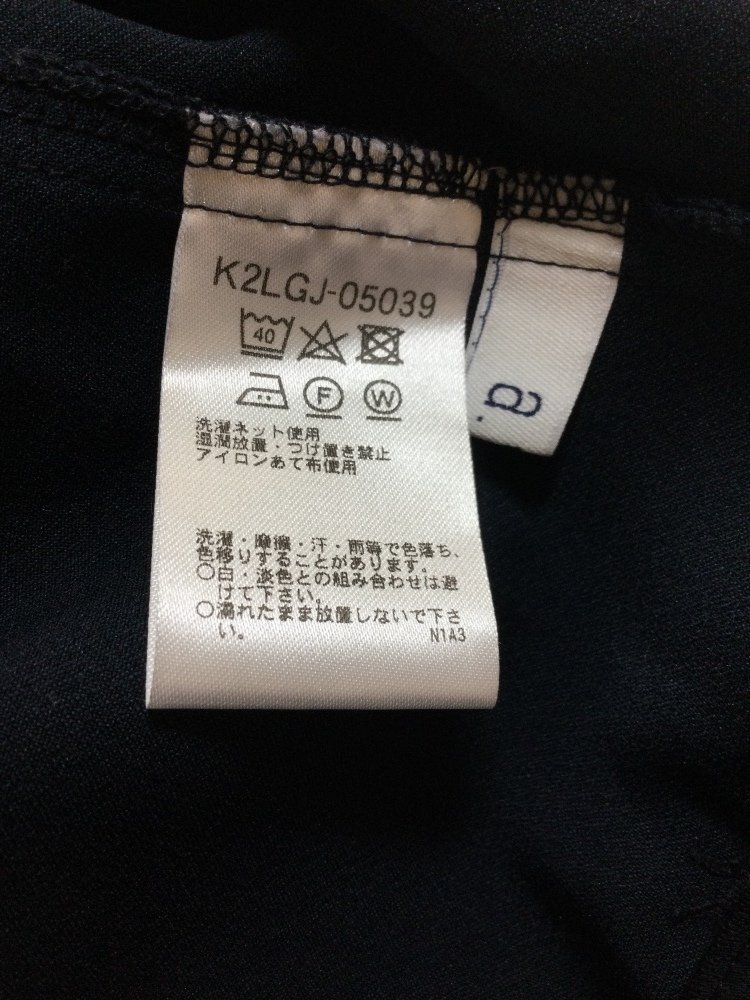 K2LGJ-05039
40
F W
洗濯ネット使用
湿潤放置・つけ置き禁止
アイロンあて布使用
洗濯・摩擦・汗・雨等で色落ち、
色移りすることがあります。
○白・淡色との組み合わせは避
けて下さい。
○濡れたまま放置しないで下さ
い。
N1A3